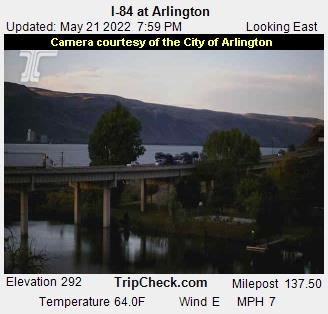 I-84 at Arlington
Updated: May 21 2022 7:59 PM Looking East
Camera courtesy of the City of Arlington
Elevation 292 TripCheck.com Milepost 137.50
Temperature 64.0F Wind E MPH 7